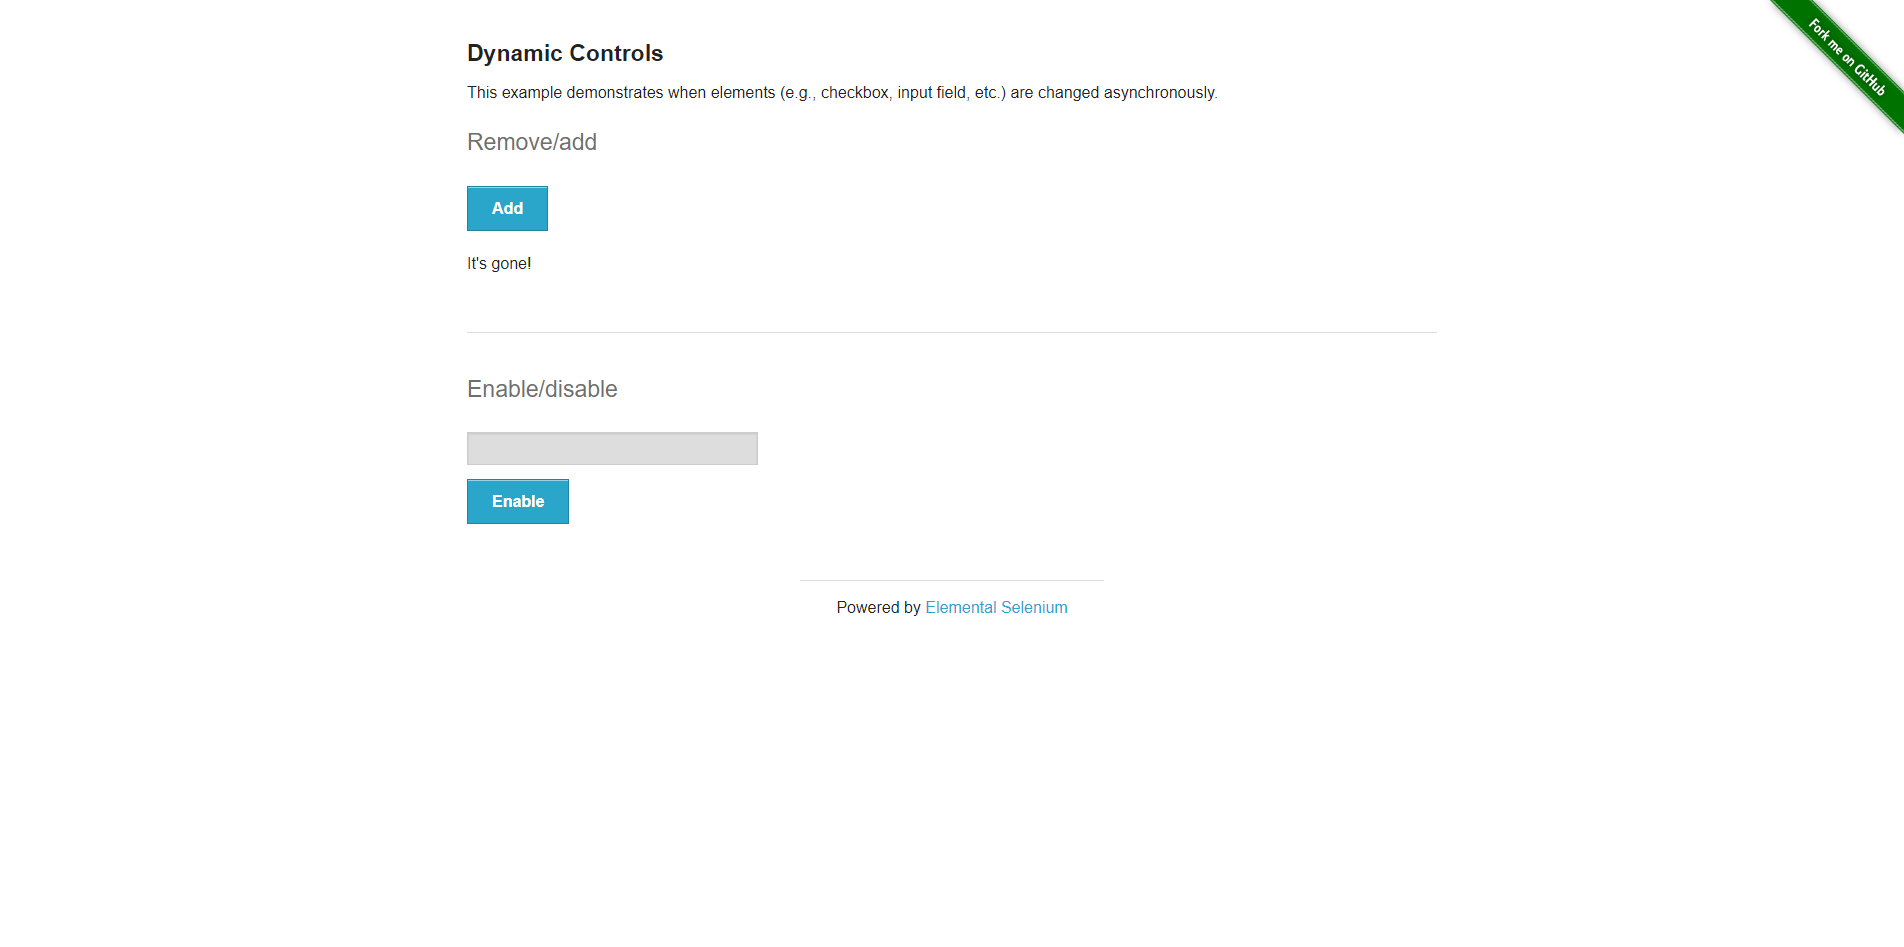 Fork me on GitHub
Dynamic Controls
This example demonstrates when elements (e.g., checkbox, input field, etc.) are changed asynchronously.
Remove/add
Add
It's gone!
Enable/disable
Enable
Powered by Elemental Selenium